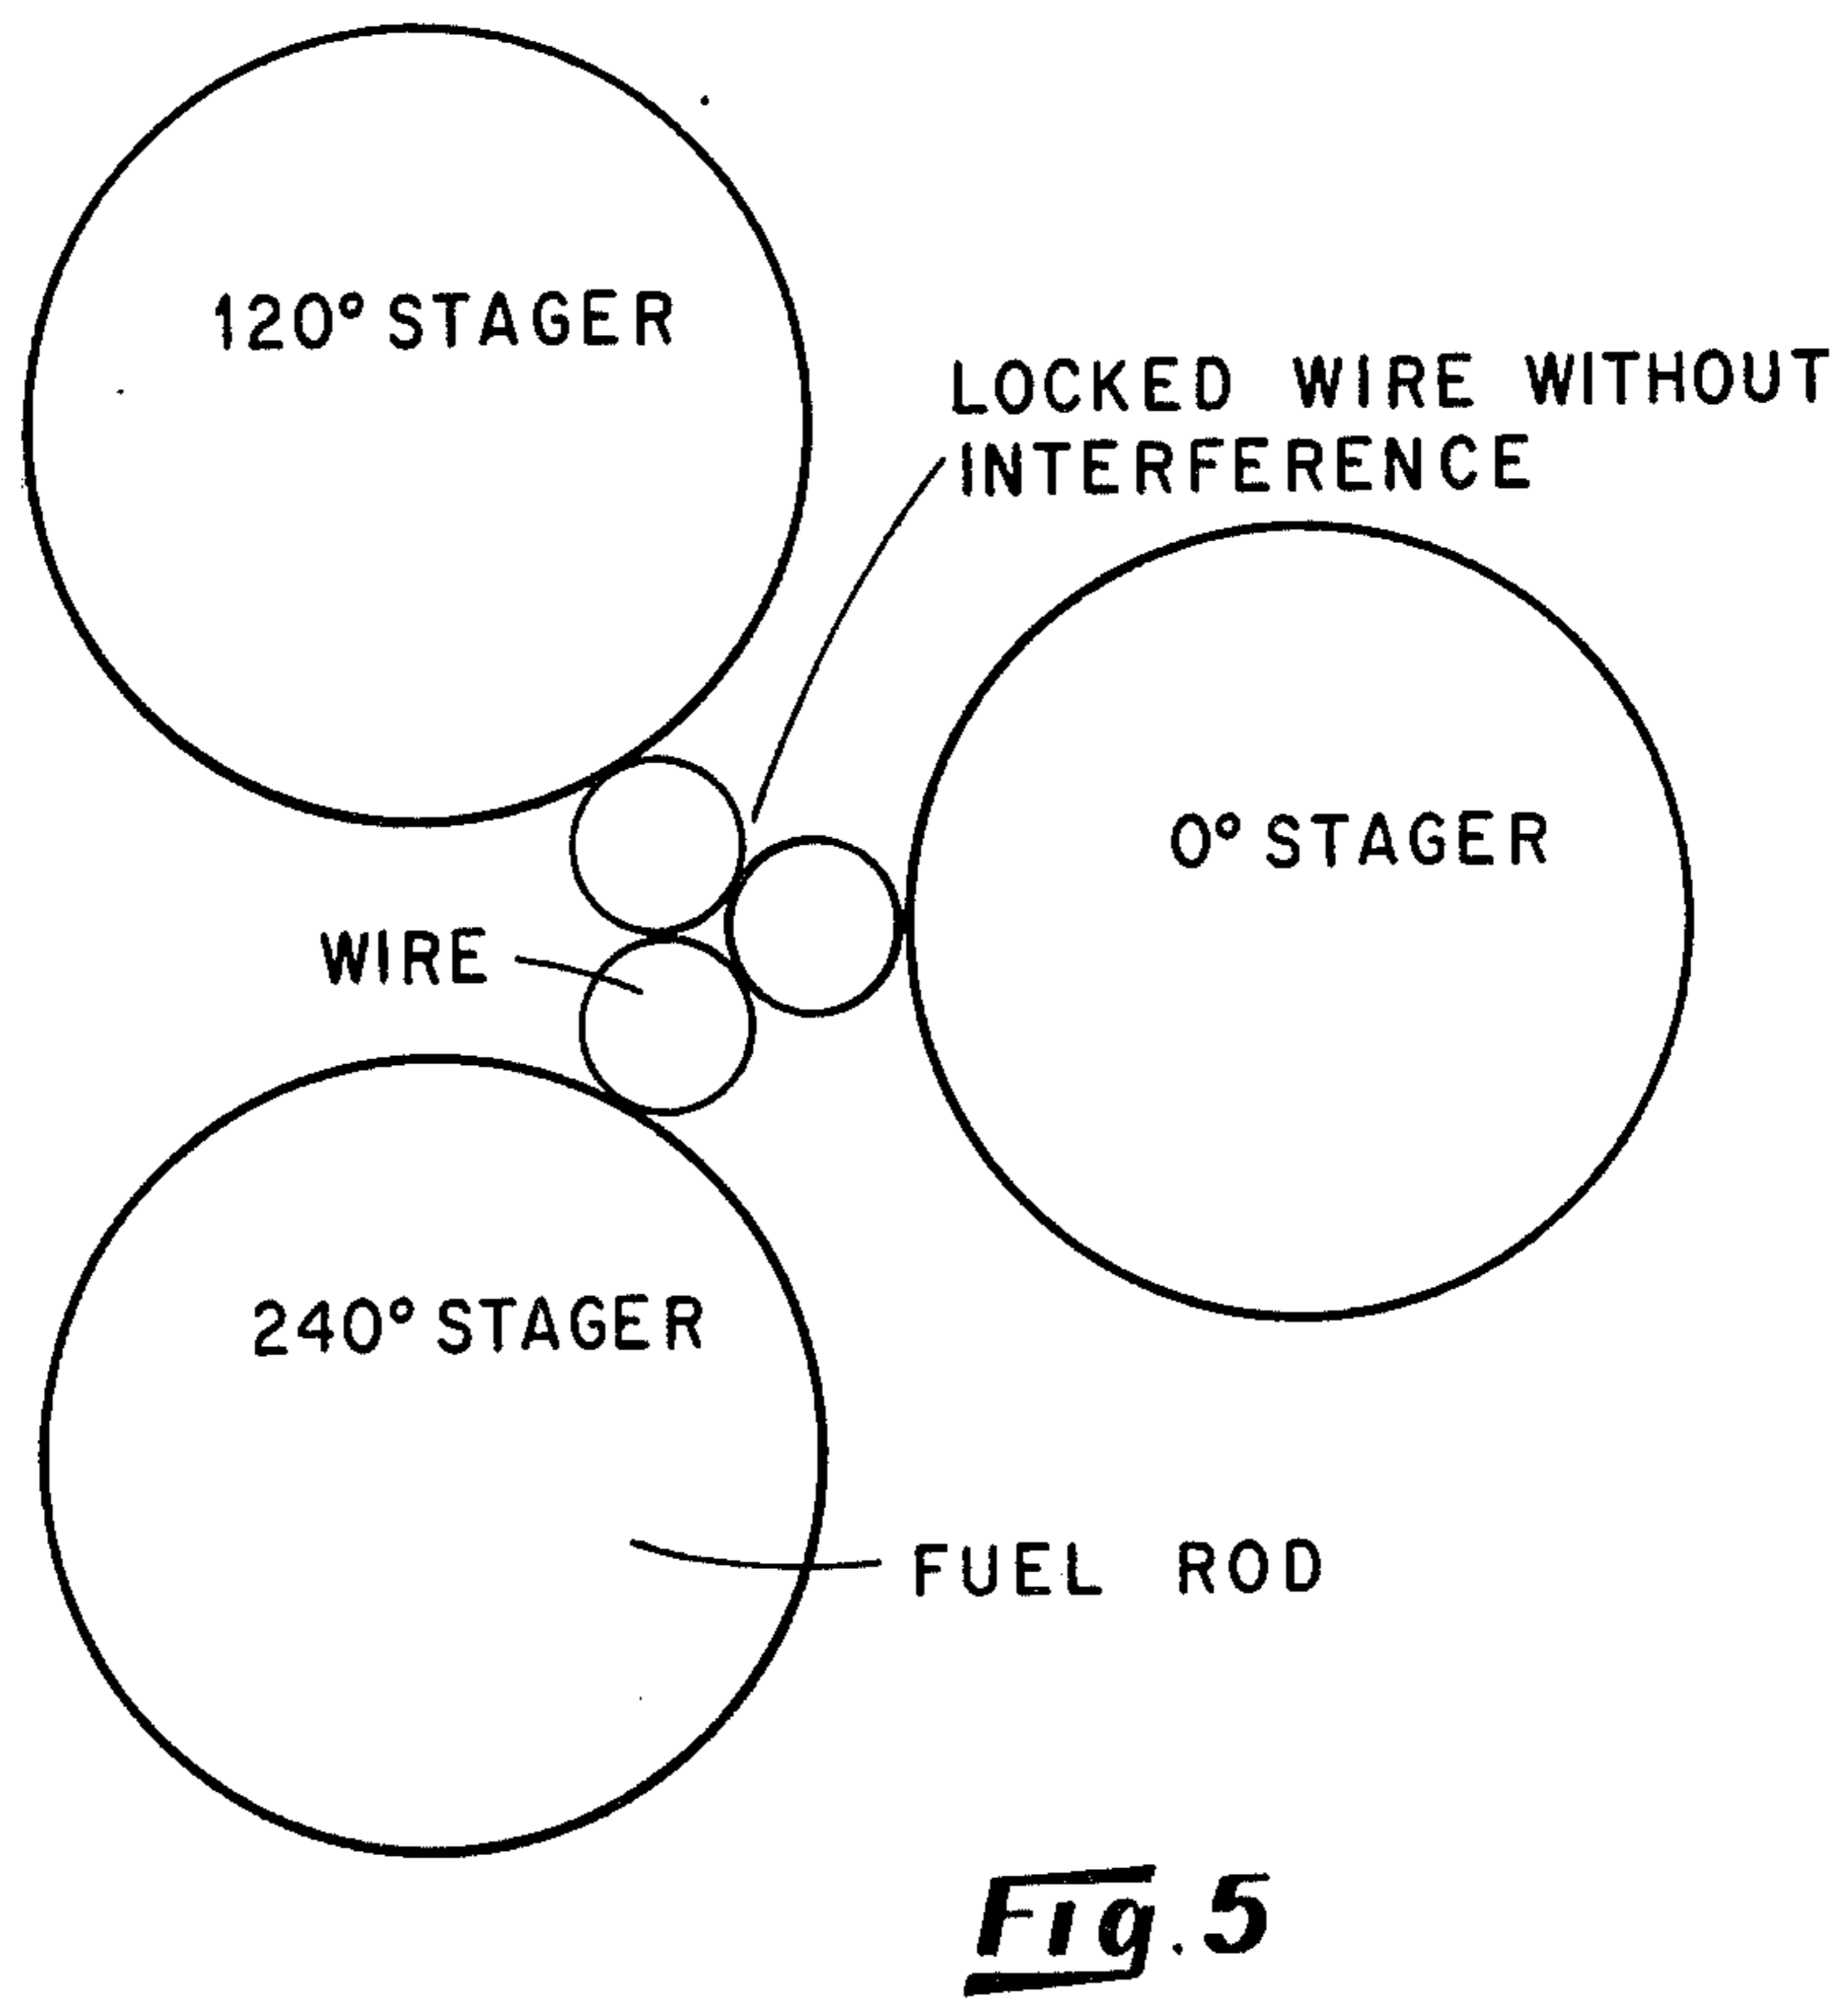 120° STAGER
LOCKED WIRE WITHOUT
INTERFERENCE
0° STAGER
WIRE
240° STAGER
FUEL ROD
Fig. 5